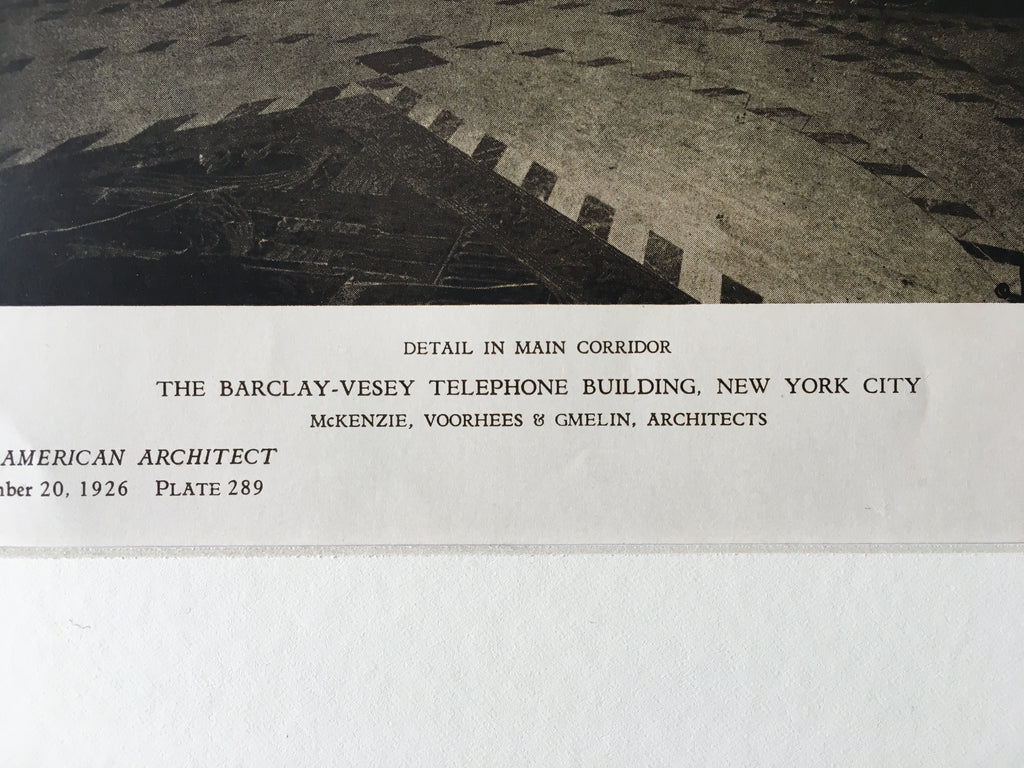 DETAIL IN MAIN CORRIDOR
THE BARCLAY-VESEY TELEPHONE BUILDING, NEW YORK CITY
McKENZIE, VOORHEES & GMELIN, ARCHITECTS
AMERICAN ARCHITECT
20, 1926 PLATE 289